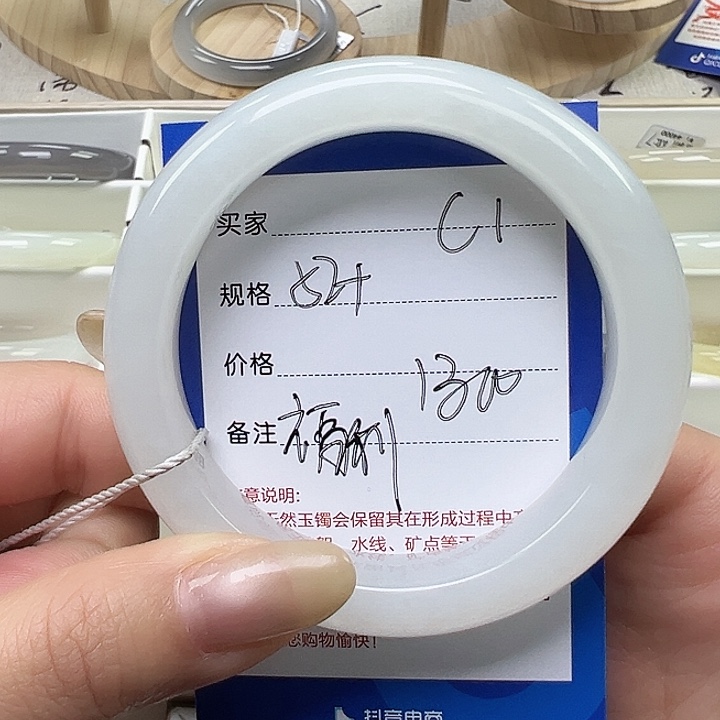 买家 C1
规格 52+
价格 1300
备注 福利
意说明:
天然玉镯会保留其在形成过程中
水线、矿点等
您购物愉快!
抖音电商